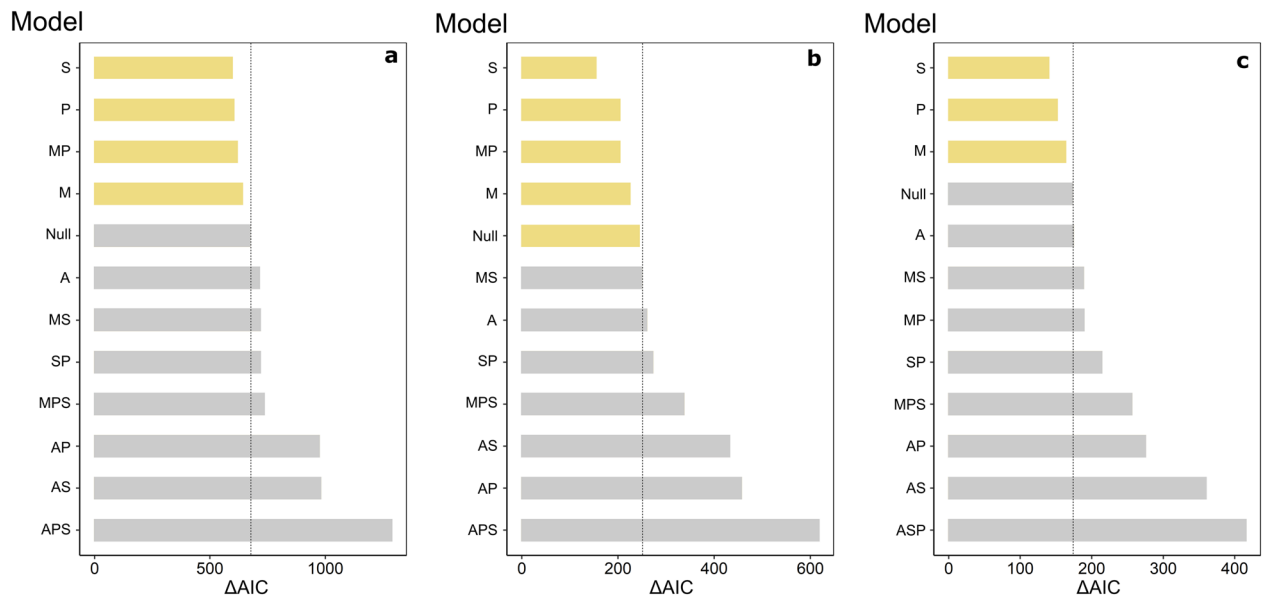 Model
a
S
P
MP
M
Null
A
MS
SP
MPS
AP
AS
APS
0 500 1000
ΔAIC
Model
b
S
P
MP
M
Null
MS
A
SP
MPS
AS
AP
APS
0 200 400 600
ΔAIC
Model
c
S
P
M
Null
A
MS
MP
SP
MPS
AP
AS
ASP
0 100 200 300 400
ΔAIC